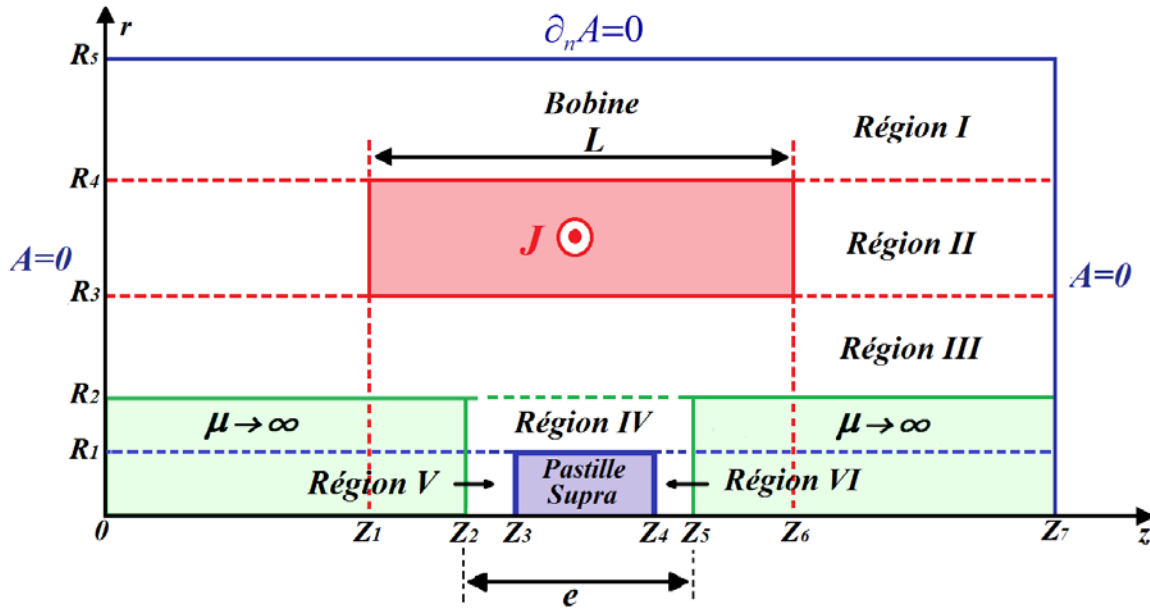 r
∂ₙA=0
R₅
Bobine
L
Région I
R₄
J
Région II
A=0
A=0
R₃
Région III
R₂
μ→∞
Région IV
μ→∞
R₁
Région V
Pastille
Supra
Région VI
0
Z₁
Z₂
Z₃
Z₄
Z₅
Z₆
Z₇
z
e